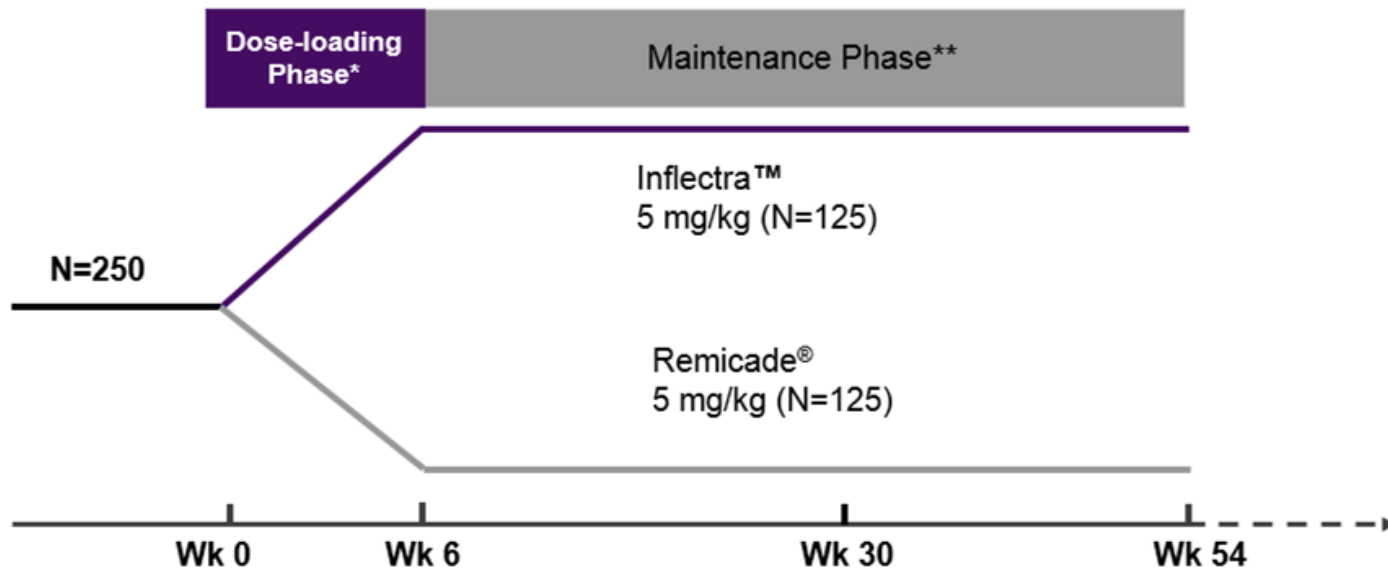 Dose-loading
Phase*
Maintenance Phase**
Inflectra™
5 mg/kg (N=125)
N=250
Remicade®
5 mg/kg (N=125)
Wk 0
Wk 6
Wk 30
Wk 54